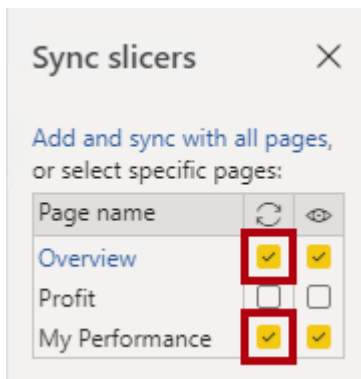 Sync slicers
Add and sync with all pages,
or select specific pages:
Page name
Overview
Profit
My Performance